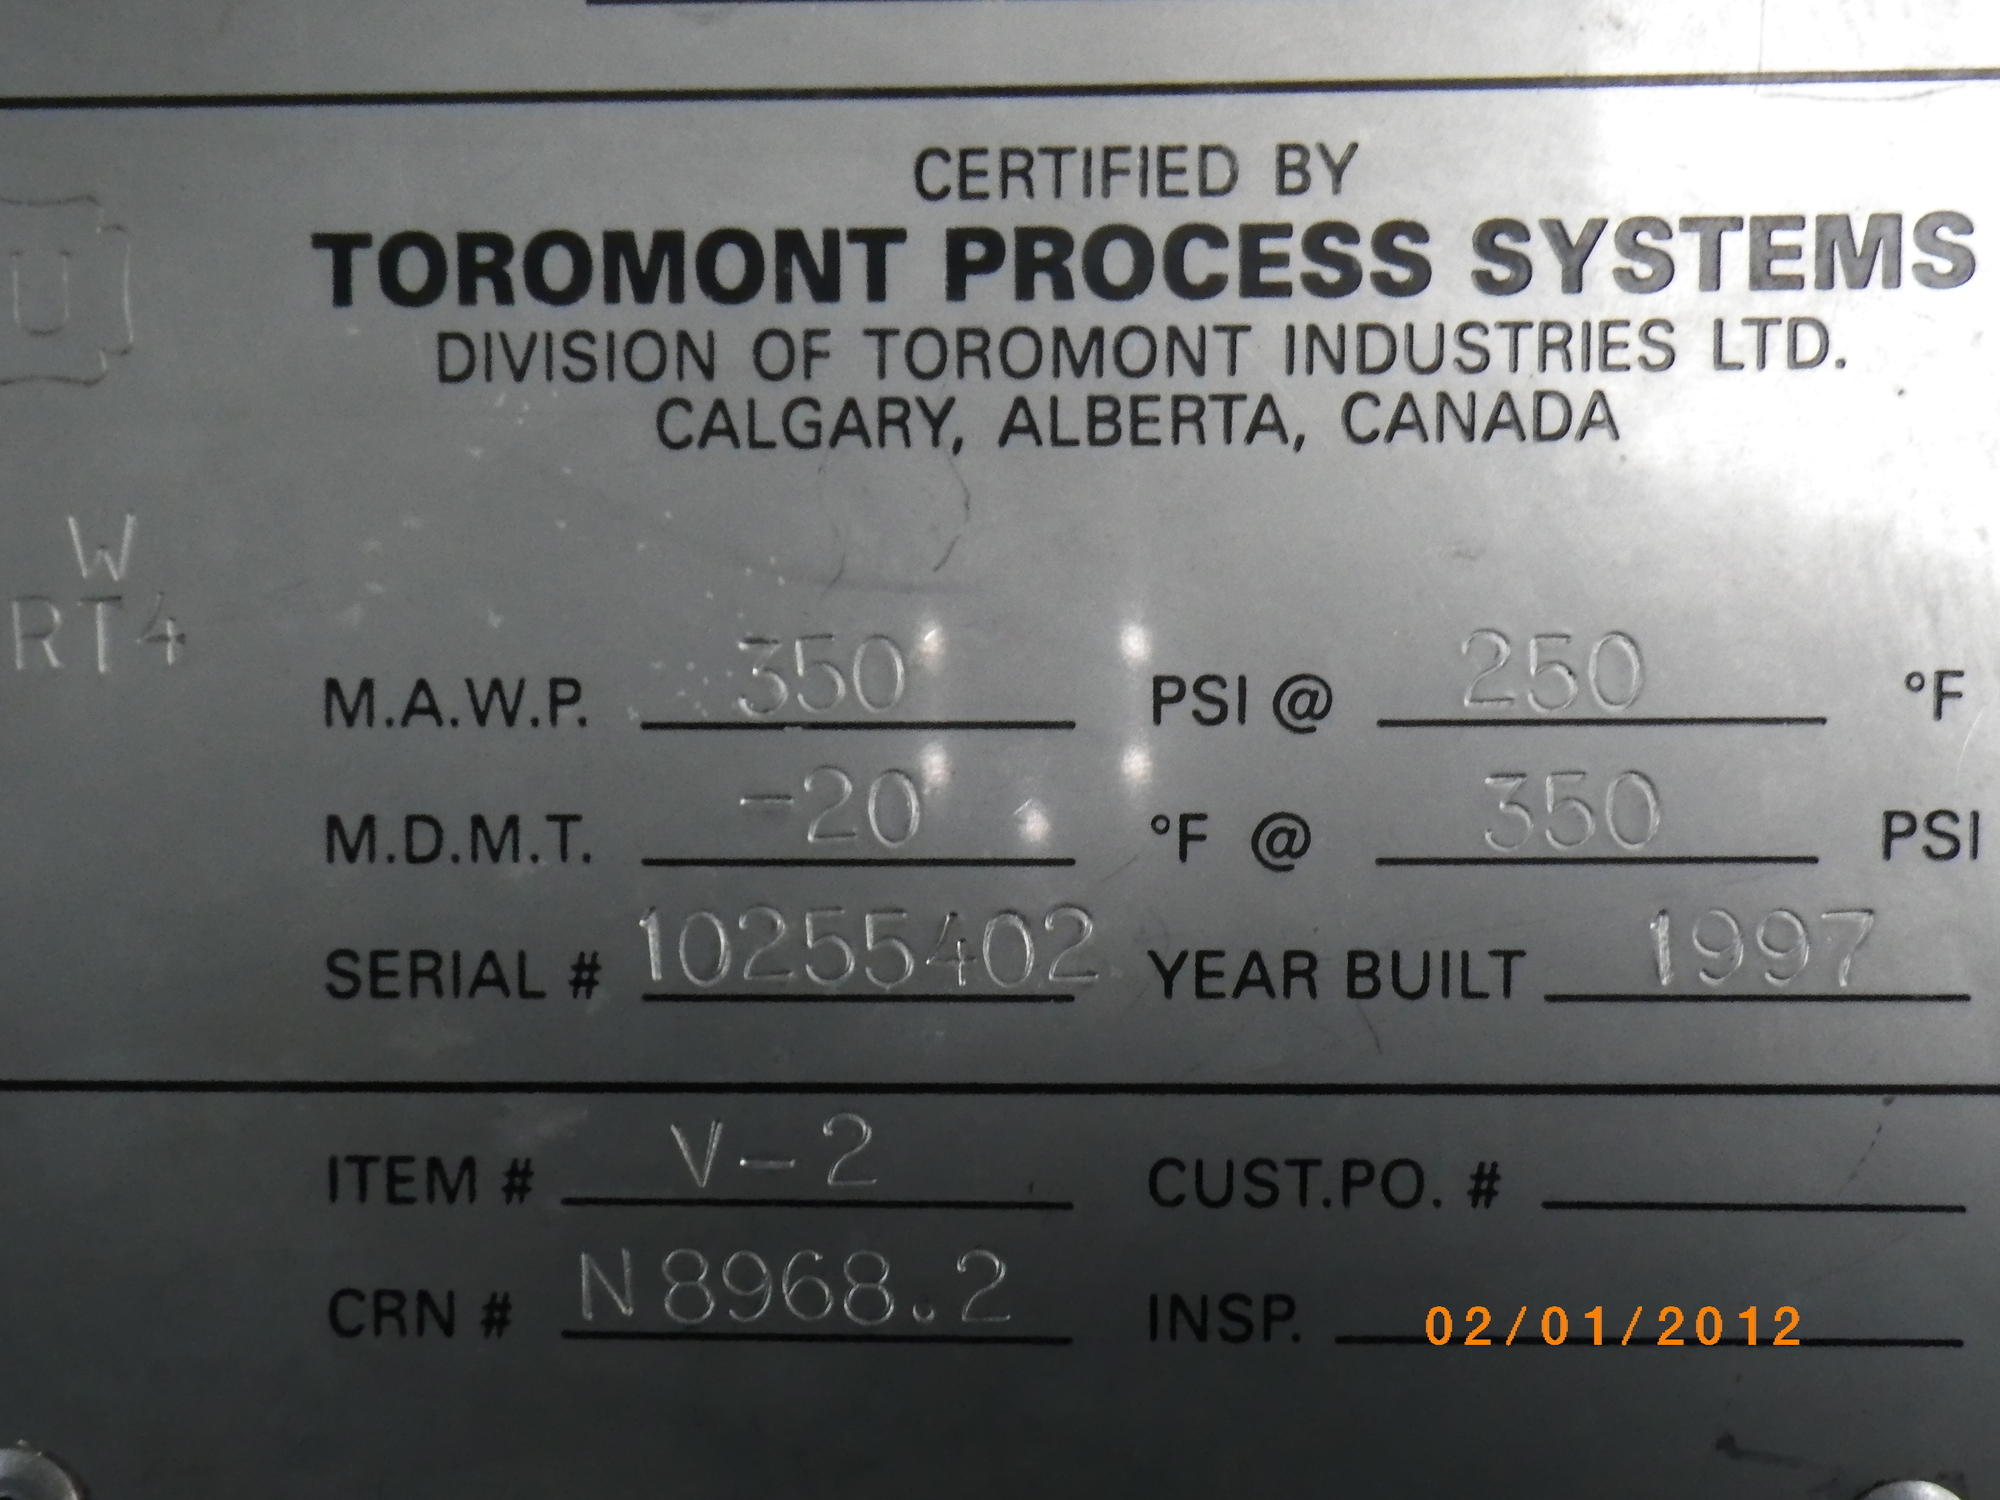 CERTIFIED BY
TOROMONT PROCESS SYSTEMS
DIVISION OF TOROMONT INDUSTRIES LTD.
CALGARY, ALBERTA, CANADA
U
W
RT4
M.A.W.P. 350 PSI @ 250 °F
M.D.M.T. -20 °F @ 350 PSI
SERIAL # 10255402 YEAR BUILT 1997
ITEM # V-2 CUST.PO. #
CRN # N8968.2 INSP.
02/01/2012